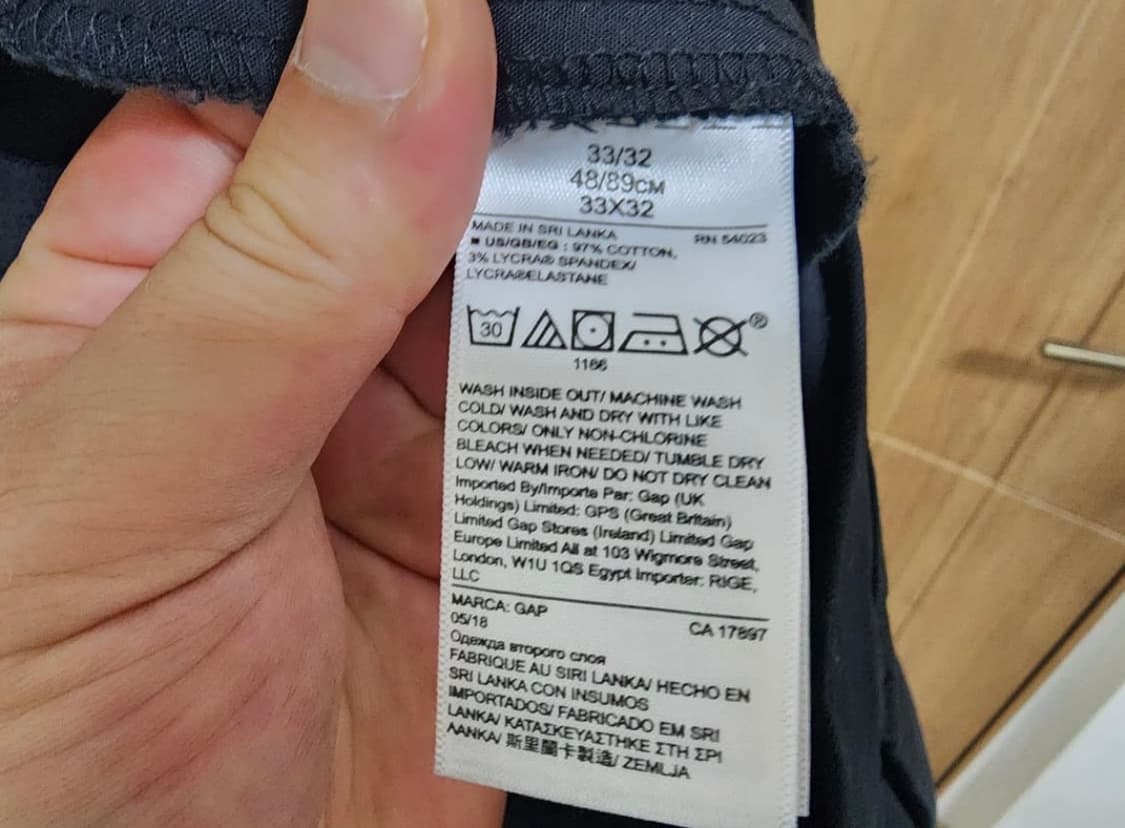 33/32
48/89CM
33X32
MADE IN SRI LANKA RN 54023
■ US/GB/EG : 97% COTTON,
3% LYCRA® SPANDEX/
LYCRA®ELASTANE
30 ®
1166
WASH INSIDE OUT/ MACHINE WASH
COLD/ WASH AND DRY WITH LIKE
COLORS/ ONLY NON-CHLORINE
BLEACH WHEN NEEDED/ TUMBLE DRY
LOW/ WARM IRON/ DO NOT DRY CLEAN
Imported By/Importe Par: Gap (UK
Holdings) Limited: GPS (Great Britain)
Limited Gap Stores (Ireland) Limited Gap
Europe Limited All at 103 Wigmore Street,
London, W1U 1QS Egypt Importer: RIGE,
LLC
MARCA: GAP CA 17897
05/18
Одежда второго слоя
FABRIQUE AU SIRI LANKA/ HECHO EN
SRI LANKA CON INSUMOS
IMPORTADOS/ FABRICADO EM SRI
LANKA/ ΚΑΤΑΣΚΕΥΑΣΤΗΚΕ ΣΤΗ ΣΡΙ
ΛΑΝΚΑ/ 斯里蘭卡製造/ ZEMLJA